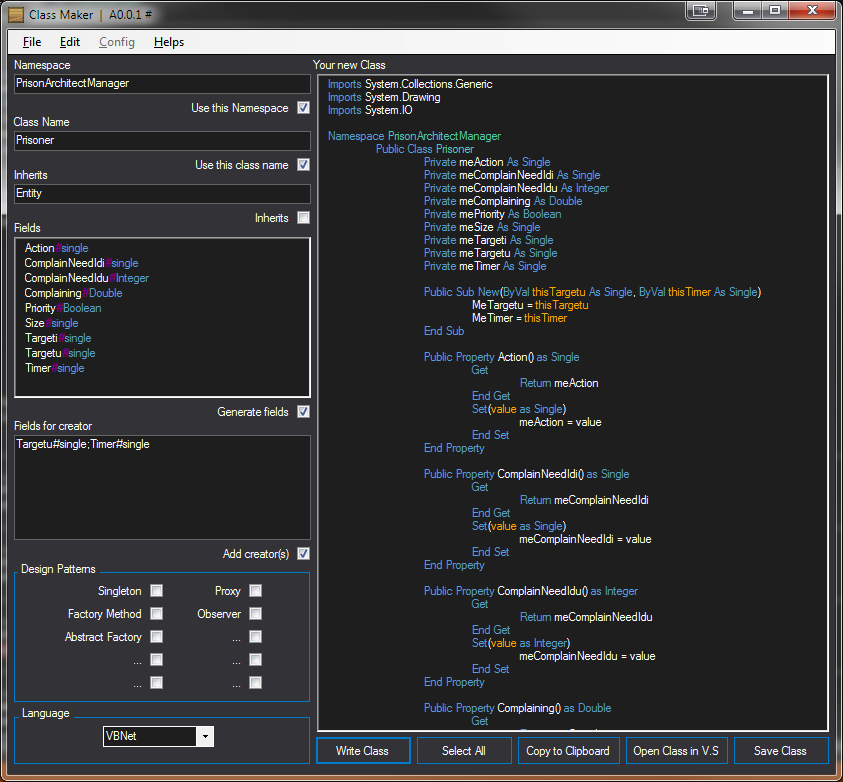 Class Maker | A0.0.1 #
File Edit Config Helps
Namespace
PrisonArchitectManager
Use this Namespace
Class Name
Prisoner
Use this class name
Inherits
Entity
Inherits
Fields
Action#single
ComplainNeedIdi#single
ComplainNeedIdu#Integer
Complaining#Double
Priority#Boolean
Size#single
Targeti#single
Targetu#single
Timer#single
Generate fields
Fields for creator
Targetu#single;Timer#single
Add creator(s)
Design Patterns
Singleton Proxy
Factory Method Observer
Abstract Factory ...
... ...
... ...
Language
VBNet
Your new Class
Imports System.Collections.Generic
Imports System.Drawing
Imports System.IO
Namespace PrisonArchitectManager
Public Class Prisoner
Private meAction As Single
Private meComplainNeedIdi As Single
Private meComplainNeedIdu As Integer
Private meComplaining As Double
Private mePriority As Boolean
Private meSize As Single
Private meTargeti As Single
Private meTargetu As Single
Private meTimer As Single
Public Sub New(ByVal thisTargetu As Single, ByVal thisTimer As Single)
MeTargetu = thisTargetu
MeTimer = thisTimer
End Sub
Public Property Action() as Single
Get
Return meAction
End Get
Set(value as Single)
meAction = value
End Set
End Property
Public Property ComplainNeedIdi() as Single
Get
Return meComplainNeedIdi
End Get
Set(value as Single)
meComplainNeedIdi = value
End Set
End Property
Public Property ComplainNeedIdu() as Integer
Get
Return meComplainNeedIdu
End Get
Set(value as Integer)
meComplainNeedIdu = value
End Set
End Property
Public Property Complaining() as Double
Get
Write Class Select All Copy to Clipboard Open Class in V.S Save Class